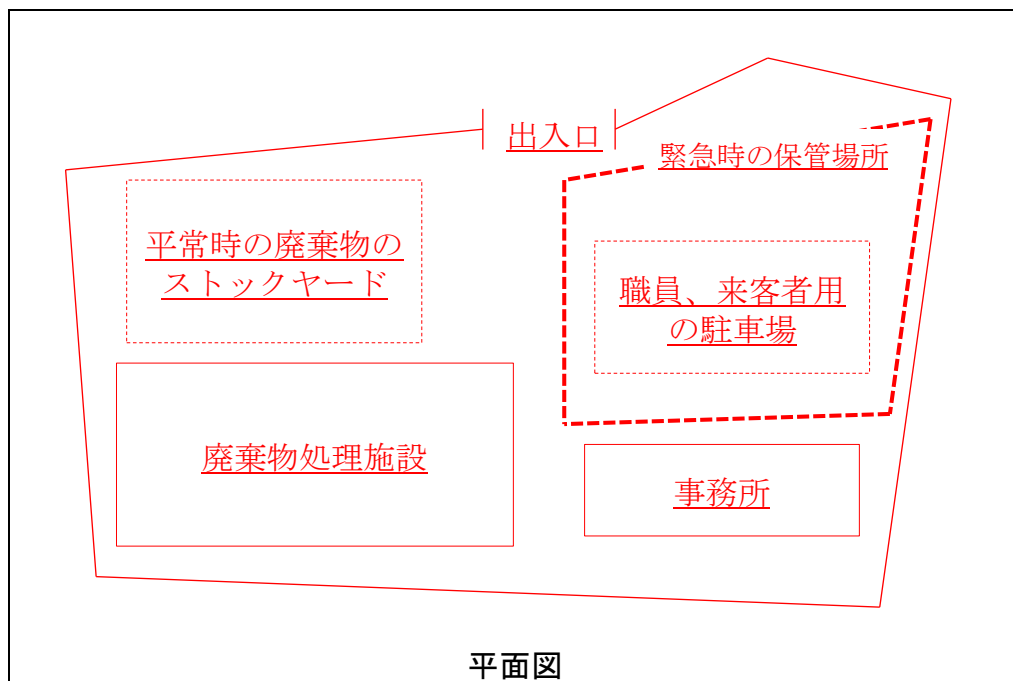 出入口
緊急時の保管場所
平常時の廃棄物の
ストックヤード
職員、来客者用
の駐車場
廃棄物処理施設
事務所
平面図